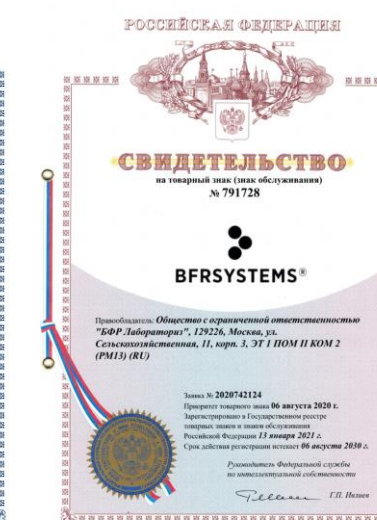 РОССИЙСКАЯ ФЕДЕРАЦИЯ
СВИДЕТЕЛЬСТВО
на товарный знак (знак обслуживания)
№ 791728
BFRSYSTEMS®
Правообладатель: Общество с ограниченной ответственностью
"БФР Лабораториз", 129226, Москва, ул.
Сельскохозяйственная, 11, корп. 3, ЭТ 1 ПОМ II КОМ 2
(РМ13) (RU)
Заявка № 2020742124
Приоритет товарного знака 06 августа 2020 г.
Зарегистрировано в Государственном реестре
товарных знаков и знаков обслуживания
Российской Федерации 13 января 2021 г.
Срок действия регистрации истекает 06 августа 2030 г.
Руководитель Федеральной службы
по интеллектуальной собственности
Г.П. Ивлиев